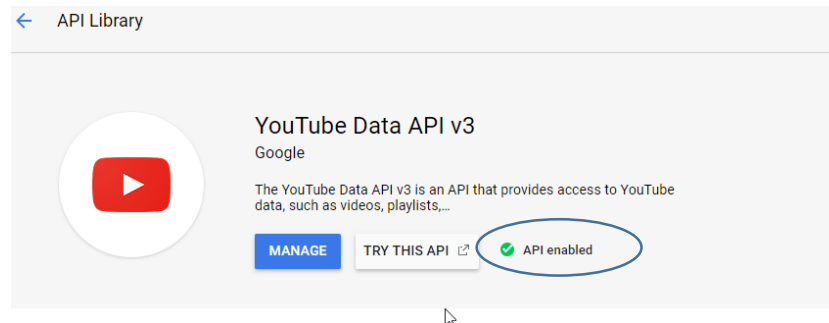 API Library
YouTube Data API v3
Google
The YouTube Data API v3 is an API that provides access to YouTube
data, such as videos, playlists,...
MANAGE TRY THIS API API enabled